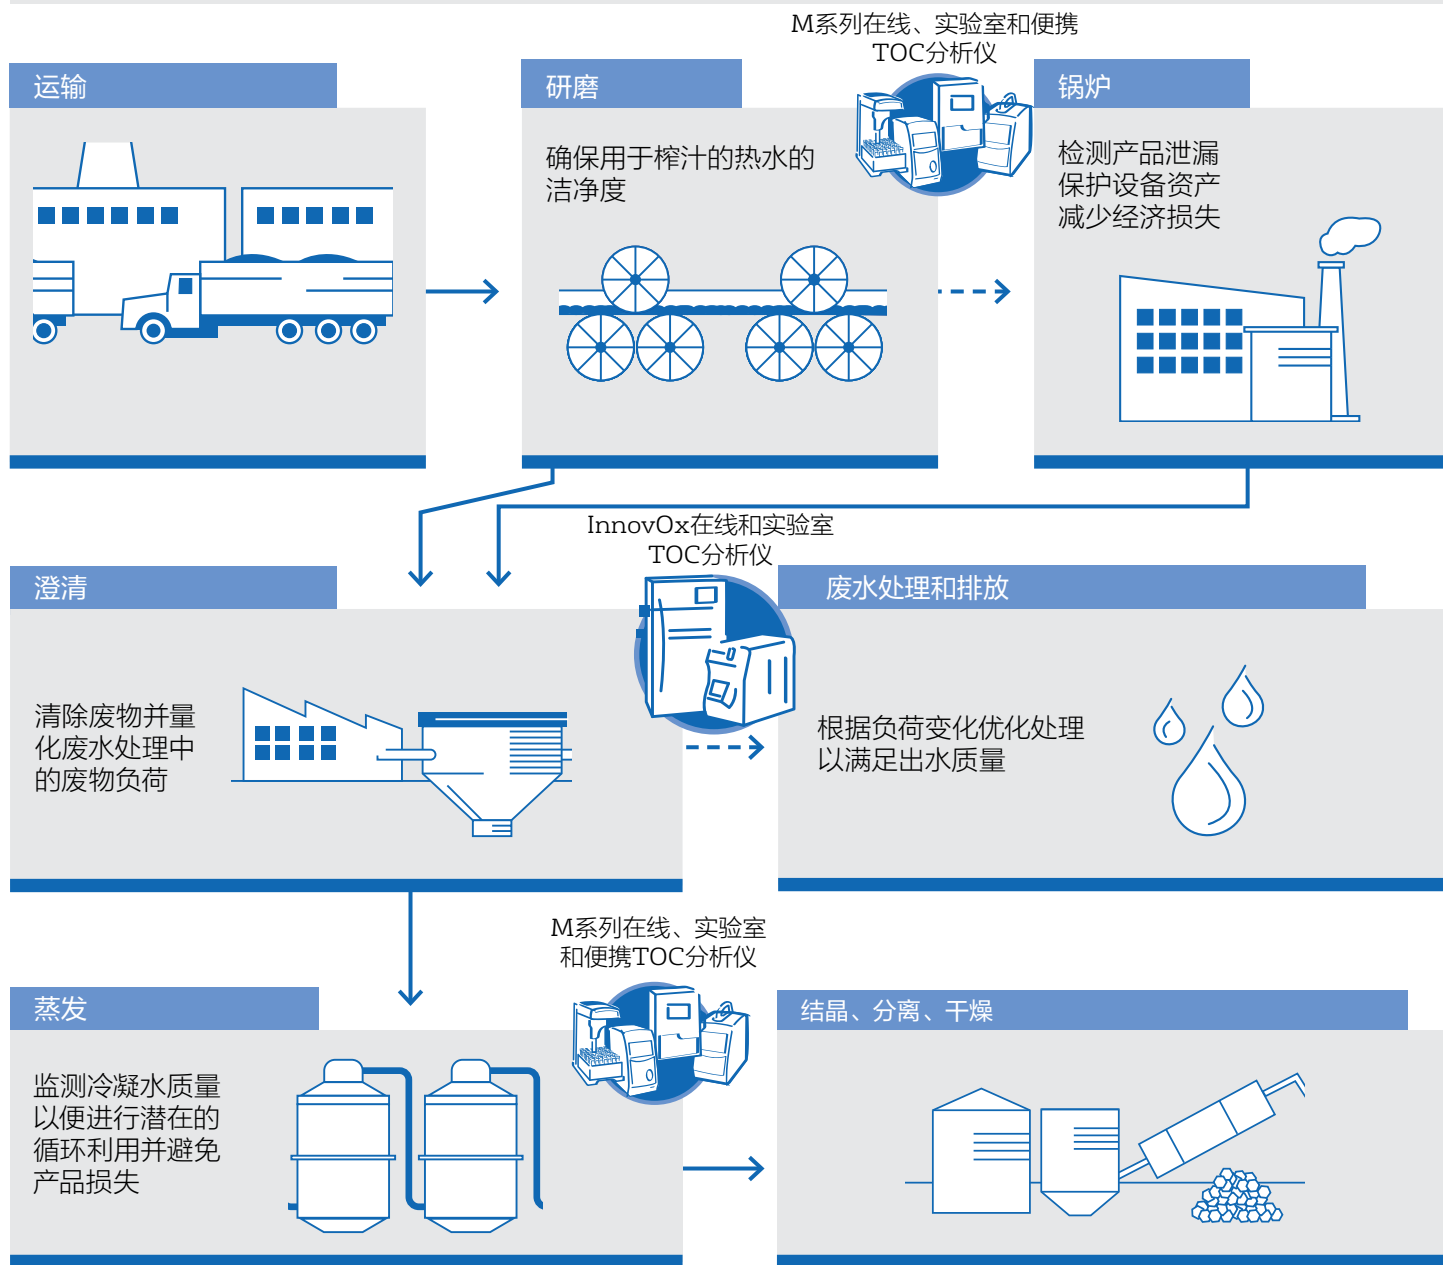 M系列在线、实验室和便携
TOC分析仪
运输
研磨
确保用于榨汁的热水的
洁净度
锅炉
检测产品泄漏
保护设备资产
减少经济损失
InnovOx在线和实验室
TOC分析仪
澄清
清除废物并量
化废水处理中
的废物负荷
废水处理和排放
根据负荷变化优化处理
以满足出水质量
M系列在线、实验室
和便携TOC分析仪
蒸发
监测冷凝水质量
以便进行潜在的
循环利用并避免
产品损失
结晶、分离、干燥